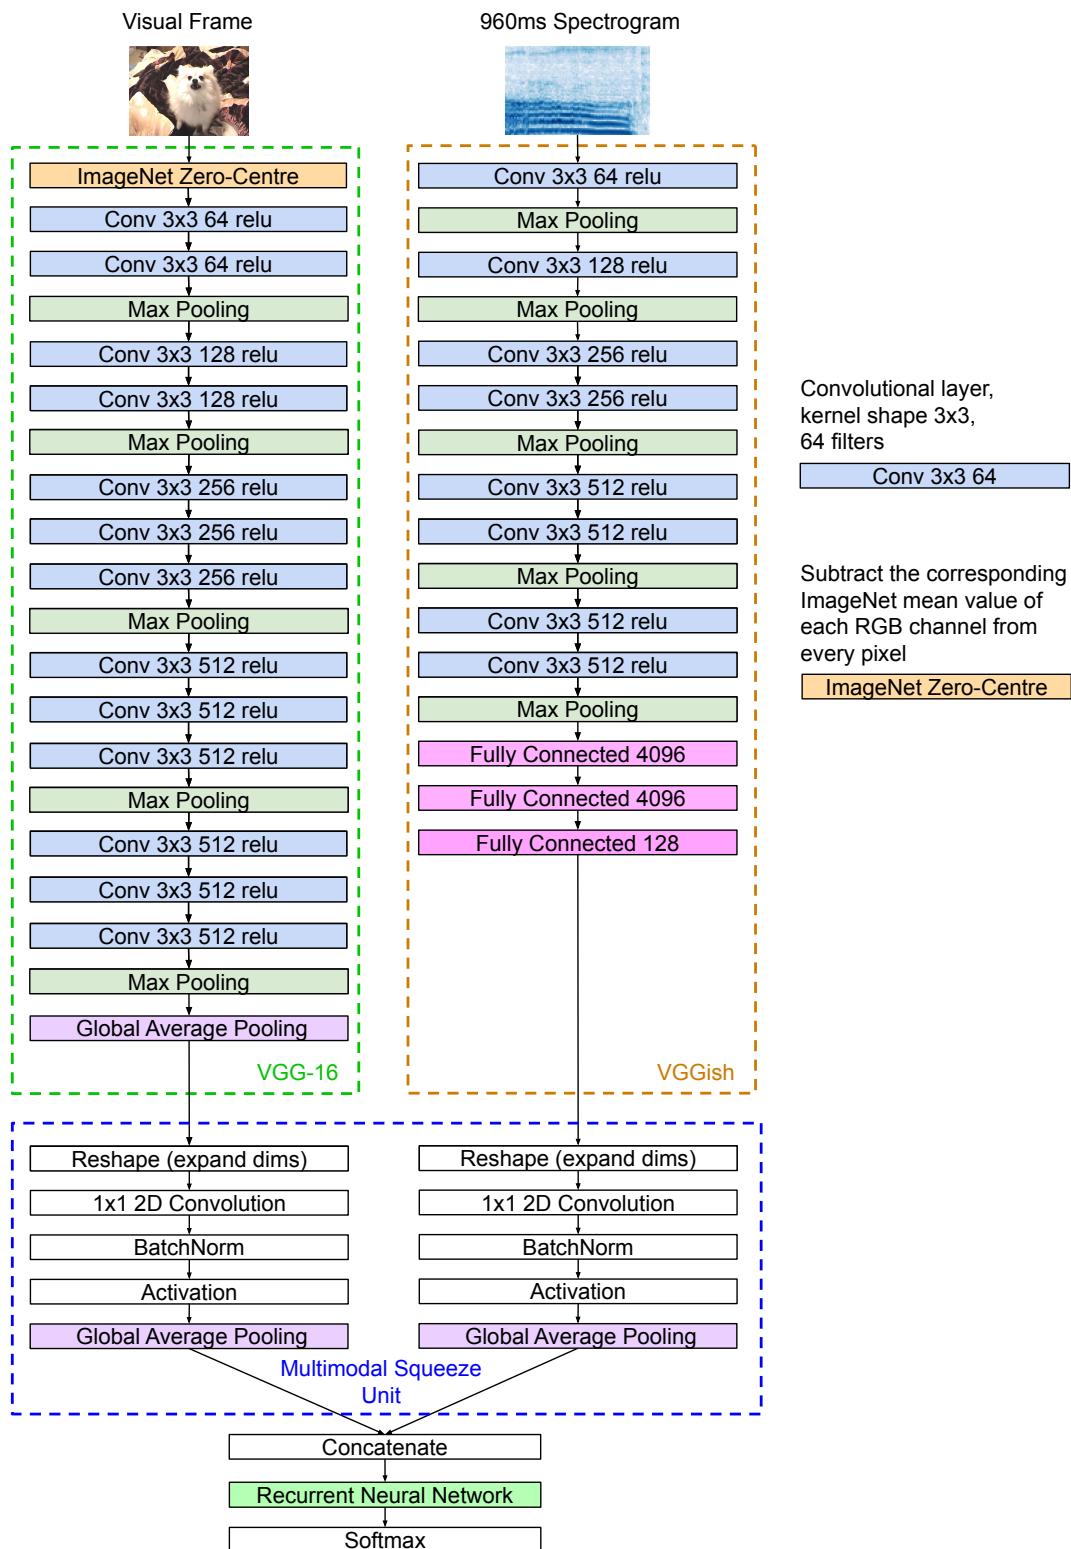 Visual Frame
ImageNet Zero-Centre
Conv 3x3 64 relu
Conv 3x3 64 relu
Max Pooling
Conv 3x3 128 relu
Conv 3x3 128 relu
Max Pooling
Conv 3x3 256 relu
Conv 3x3 256 relu
Conv 3x3 256 relu
Max Pooling
Conv 3x3 512 relu
Conv 3x3 512 relu
Conv 3x3 512 relu
Max Pooling
Conv 3x3 512 relu
Conv 3x3 512 relu
Conv 3x3 512 relu
Max Pooling
Global Average Pooling
VGG-16
960ms Spectrogram
Conv 3x3 64 relu
Max Pooling
Conv 3x3 128 relu
Max Pooling
Conv 3x3 256 relu
Conv 3x3 256 relu
Max Pooling
Conv 3x3 512 relu
Conv 3x3 512 relu
Max Pooling
Conv 3x3 512 relu
Conv 3x3 512 relu
Max Pooling
Fully Connected 4096
Fully Connected 4096
Fully Connected 128
VGGish
Convolutional layer,
kernel shape 3x3,
64 filters
Conv 3x3 64
Subtract the corresponding
ImageNet mean value of
each RGB channel from
every pixel
ImageNet Zero-Centre
Reshape (expand dims)
1x1 2D Convolution
BatchNorm
Activation
Global Average Pooling
Reshape (expand dims)
1x1 2D Convolution
BatchNorm
Activation
Global Average Pooling
Multimodal Squeeze
Unit
Concatenate
Recurrent Neural Network
Softmax